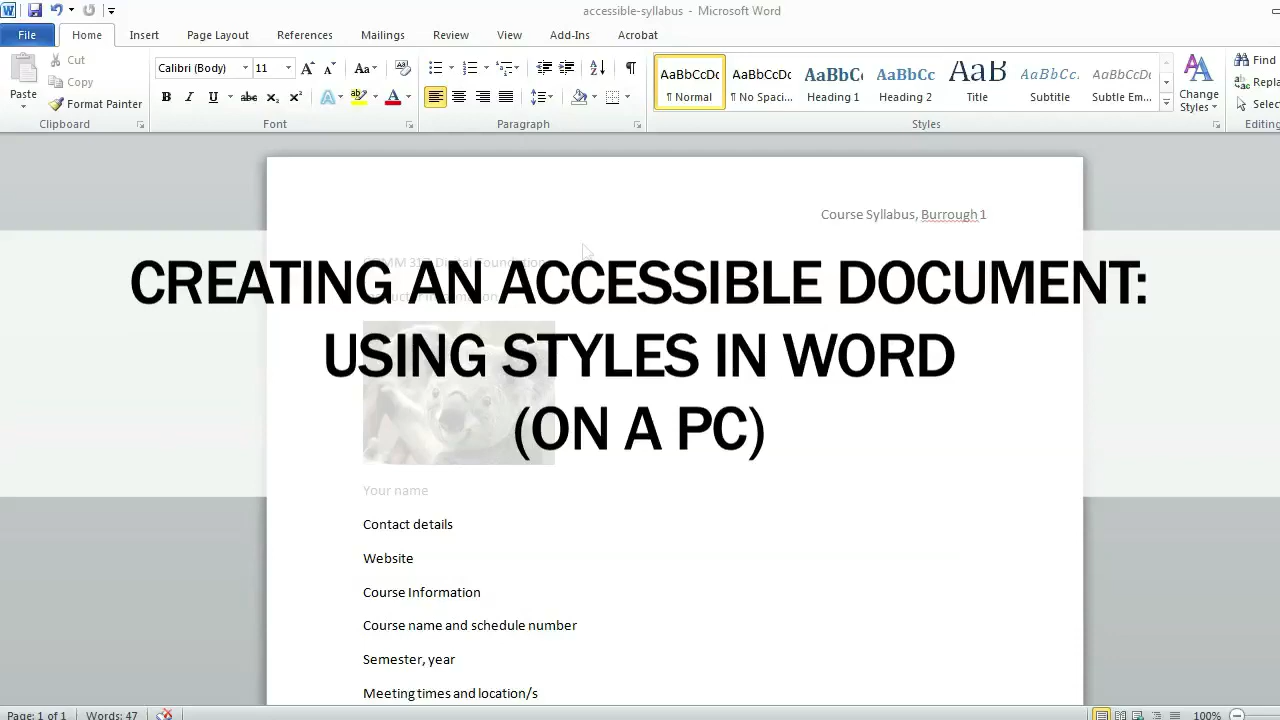 accessible-syllabus - Microsoft Word
File Home Insert Page Layout References Mailings Review View Add-Ins Acrobat
Paste Cut Copy Format Painter
Calibri (Body) 11
AaBbCcDc AaBbCcDc AaBbC AaBbCc AaB AaBbCc. AaBbCcDc
¶ Normal ¶ No Spaci... Heading 1 Heading 2 Title Subtitle Subtle Em...
Change Styles
Find
Clipboard Font Paragraph Styles Editing
Course Syllabus, Burrough 1
CREATING AN ACCESSIBLE DOCUMENT:
USING STYLES IN WORD
(ON A PC)
Your name
Contact details
Website
Course Information
Course name and schedule number
Semester, year
Meeting times and location/s
Page: 1 of 1 Words: 47 100%